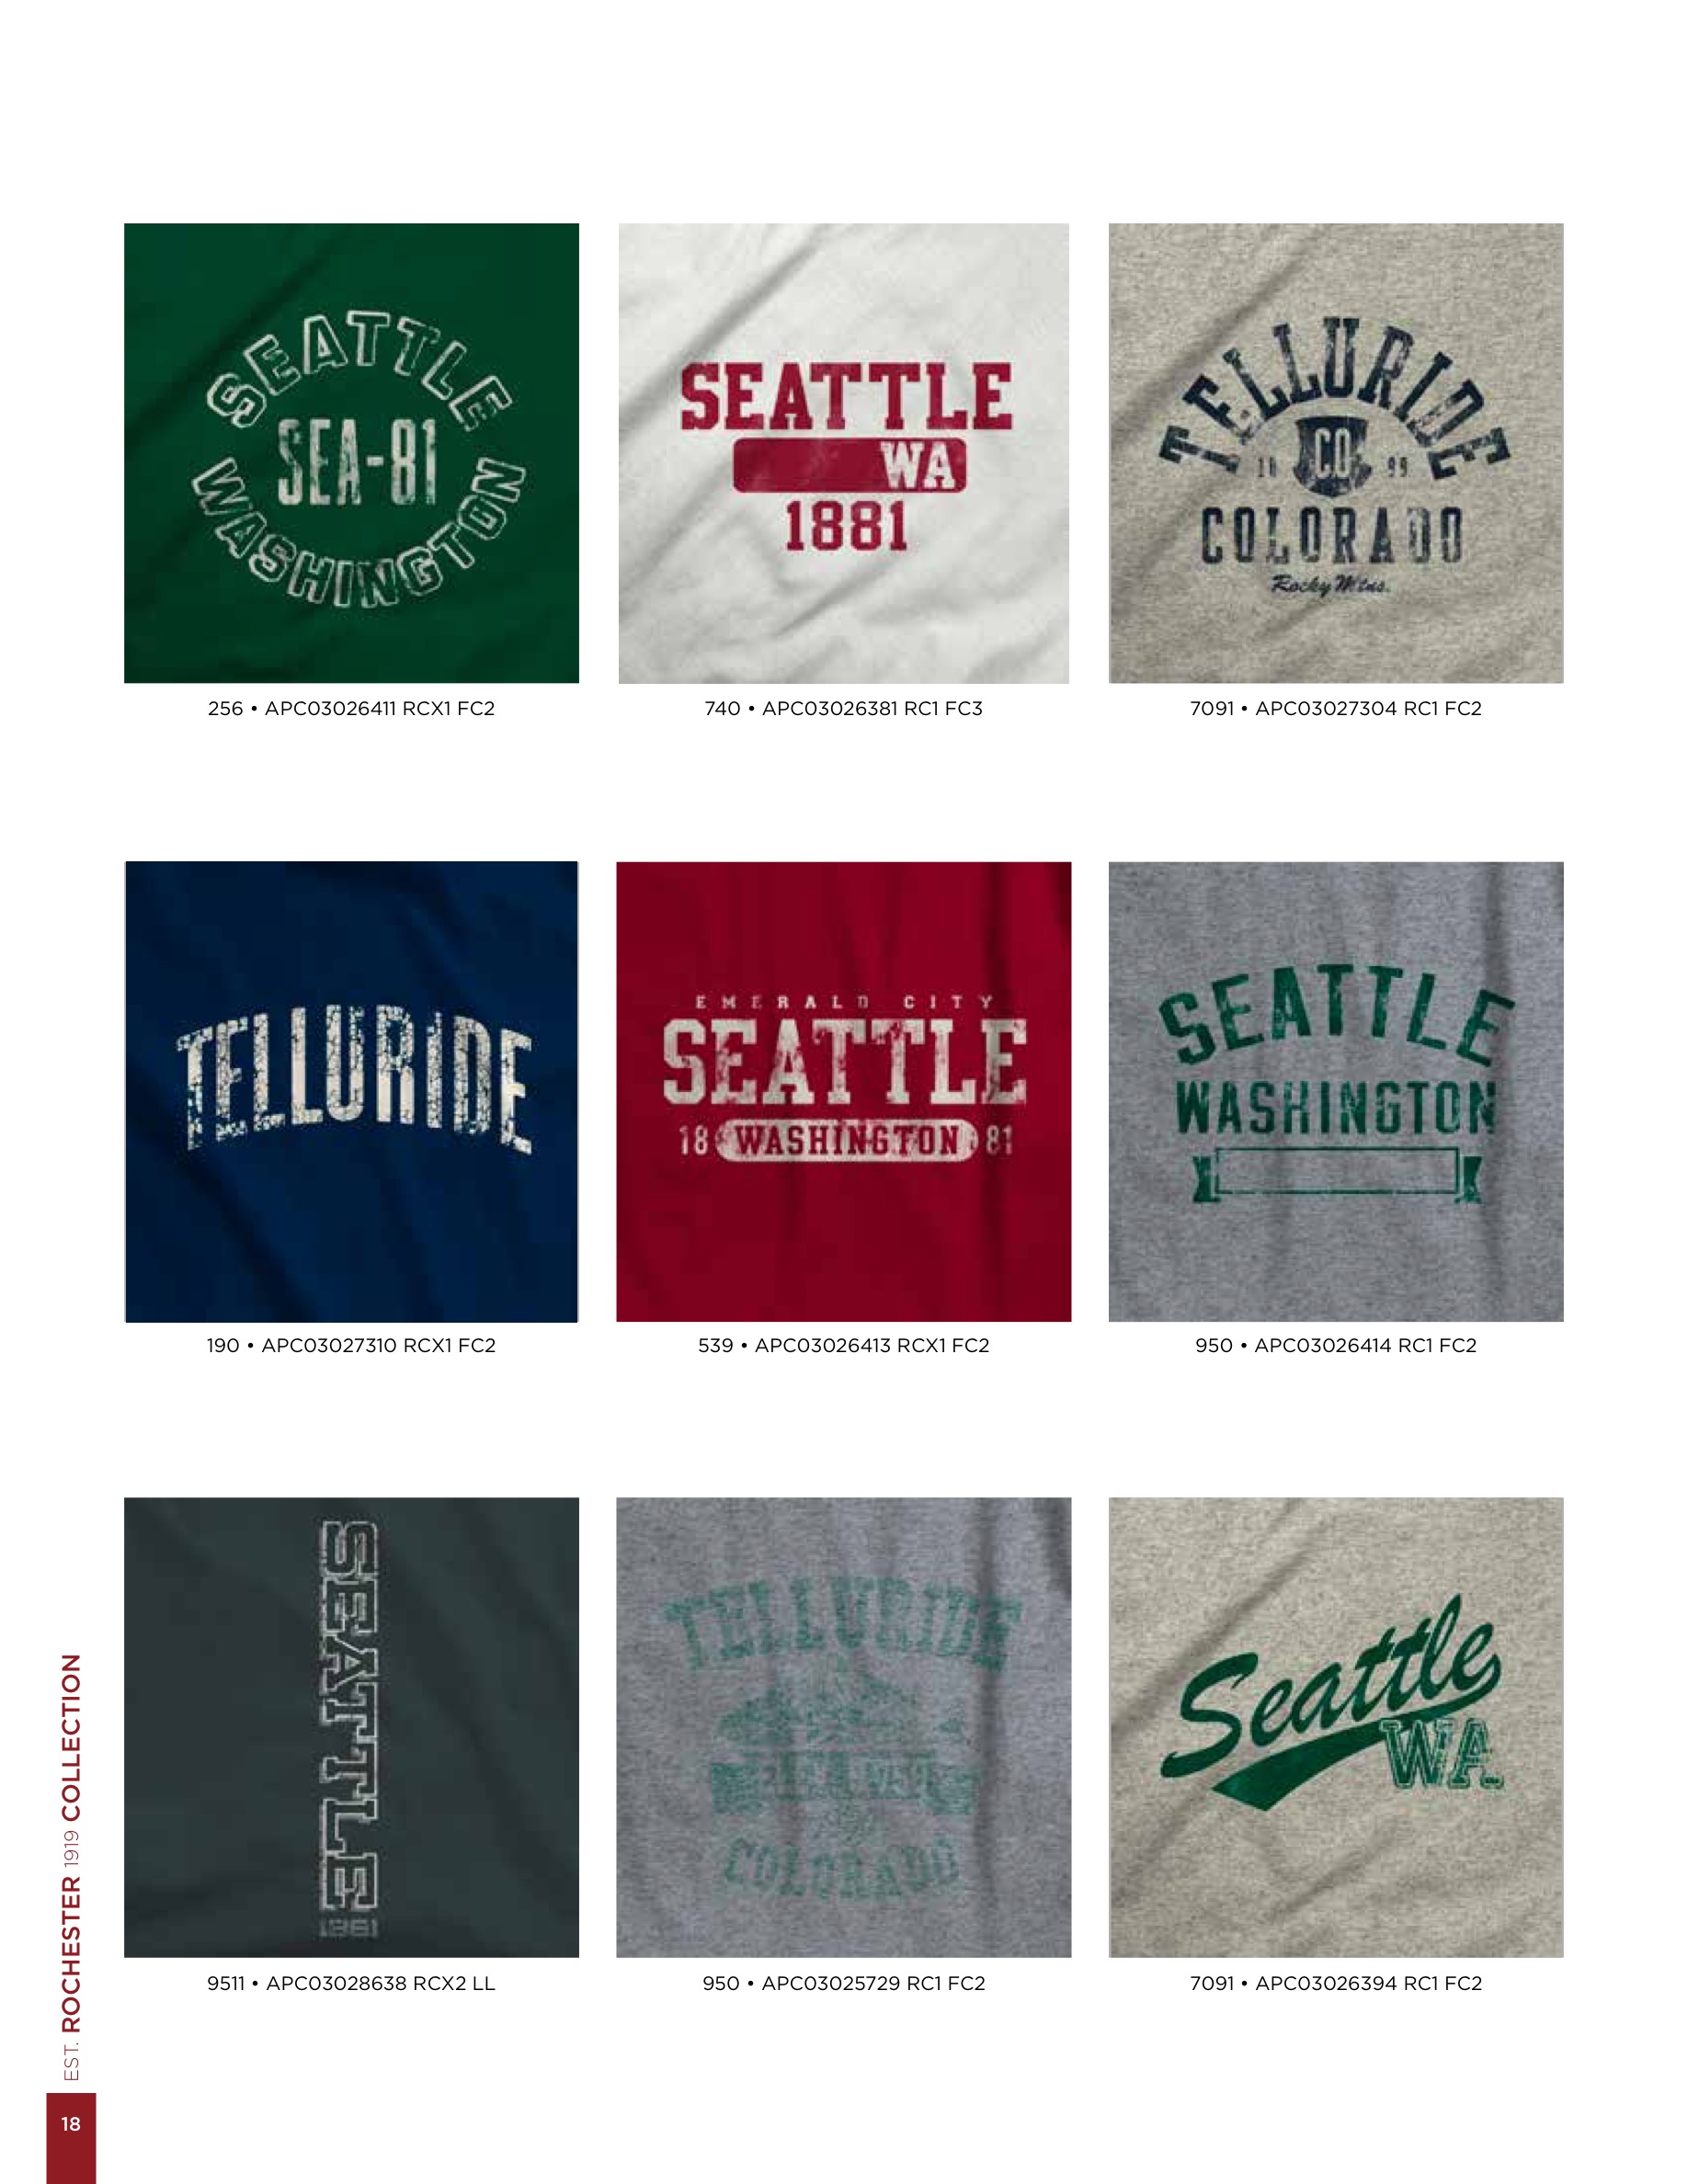 SEATTLE
SEA-81
WASHINGTON
256 • APC03026411 RCX1 FC2
SEATTLE
WA
1881
740 • APC03026381 RC1 FC3
TELLURIDE
18 CO 99
COLORADO
Rocky Mtns.
7091 • APC03027304 RC1 FC2
TELLURIDE
190 • APC03027310 RCX1 FC2
EMERALD CITY
SEATTLE
18 WASHINGTON 81
539 • APC03026413 RCX1 FC2
SEATTLE
WASHINGTON
950 • APC03026414 RC1 FC2
SEATTLE
1881
9511 • APC03028638 RCX2 LL
TELLURIDE
COLORADO
950 • APC03025729 RC1 FC2
Seattle
WA
7091 • APC03026394 RC1 FC2
EST. ROCHESTER 1919 COLLECTION
18